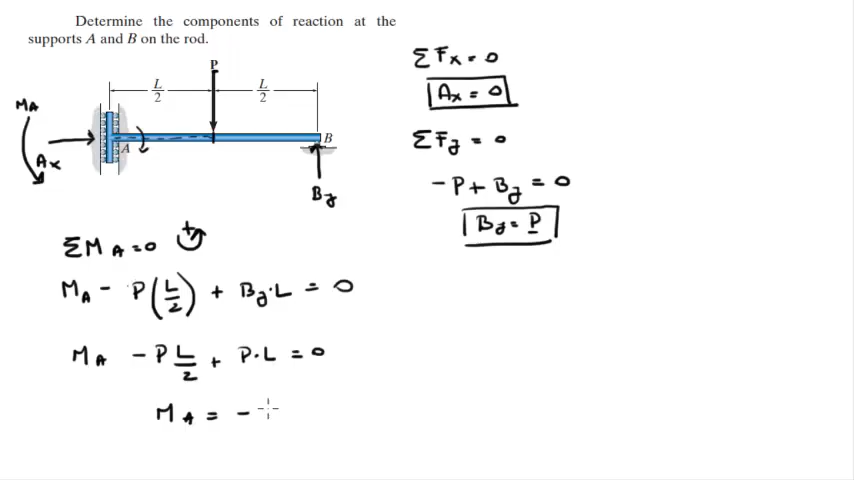 Determine the components of reaction at the
supports A and B on the rod.
P
L/2
L/2
MA
Ax
A
B
By
ΣFx = 0
Ax = 0
ΣFy = 0
- P + By = 0
By = P
ΣMA = 0 +
MA - P(L/2) + By·L = 0
MA - P L/2 + P·L = 0
MA = -